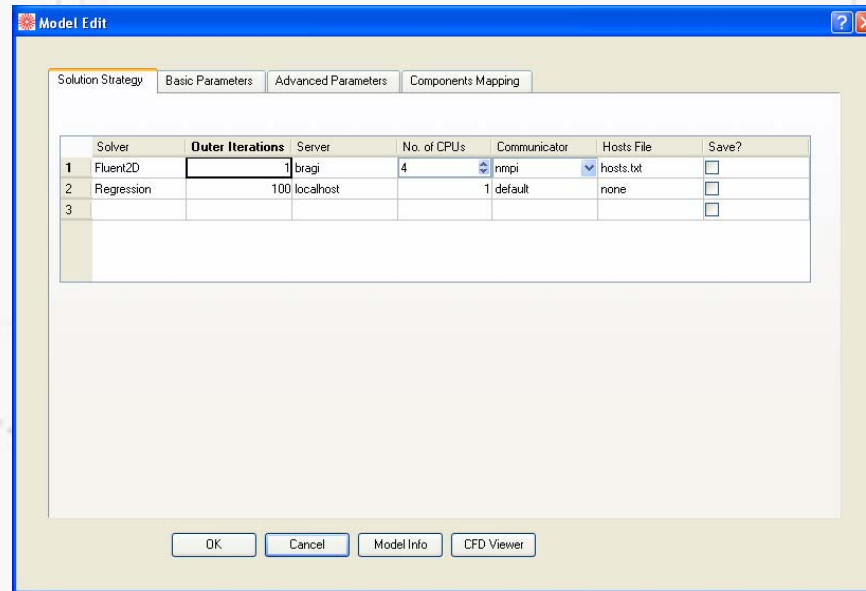 Model Edit
Solution Strategy Basic Parameters Advanced Parameters Components Mapping
Solver Outer Iterations Server No. of CPUs Communicator Hosts File Save?
1 Fluent2D 1 bragi 4 nmpi hosts.txt
2 Regression 100 localhost 1 default none
3
OK Cancel Model Info CFD Viewer